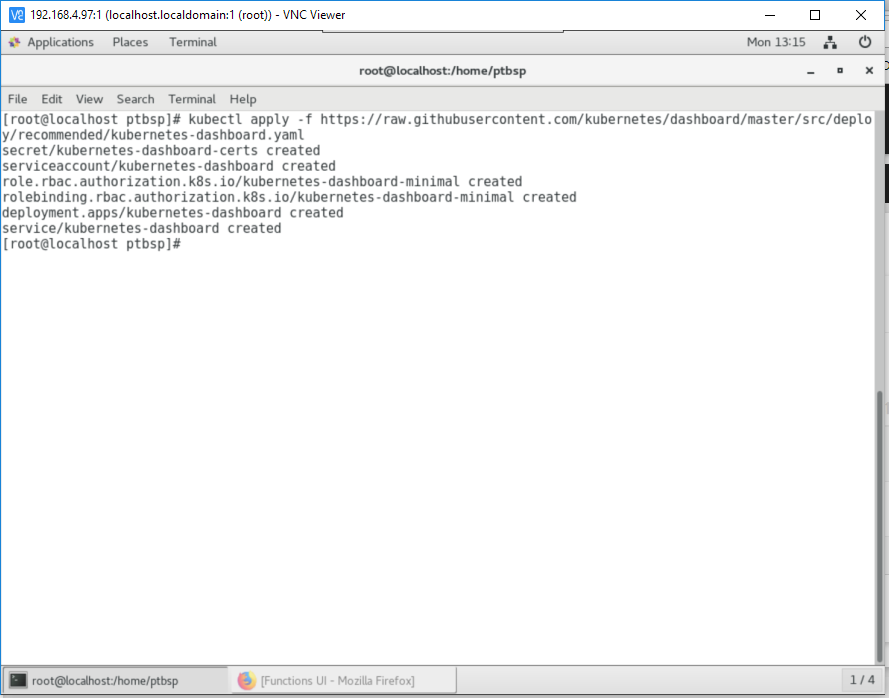 192.168.4.97:1 (localhost.localdomain:1 (root)) - VNC Viewer
Applications Places Terminal Mon 13:15
root@localhost:/home/ptbsp
File Edit View Search Terminal Help
[root@localhost ptbsp]# kubectl apply -f https://raw.githubusercontent.com/kubernetes/dashboard/master/src/deplo
y/recommended/kubernetes-dashboard.yaml
secret/kubernetes-dashboard-certs created
serviceaccount/kubernetes-dashboard created
role.rbac.authorization.k8s.io/kubernetes-dashboard-minimal created
rolebinding.rbac.authorization.k8s.io/kubernetes-dashboard-minimal created
deployment.apps/kubernetes-dashboard created
service/kubernetes-dashboard created
[root@localhost ptbsp]#
root@localhost:/home/ptbsp [Functions UI - Mozilla Firefox] 1 / 4